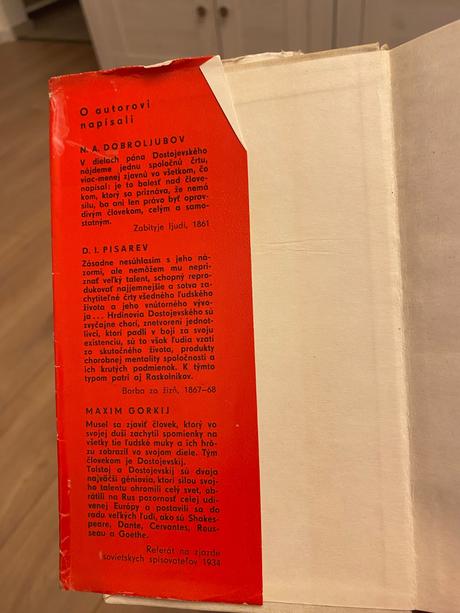 O autorovi
napísali
N. A. DOBROĽUBOV
V dielach pána Dostojevského
nájdeme jednu spoločnú črtu,
viac-menej zjavnú vo všetkom, čo
napísal: je to bolesť nad člove-
kom, ktorý sa priznáva, že nemá
silu, ba ani len právo byť oprav-
divým človekom, celým a samo-
statným.
Zabityje ljudi, 1861
D. I. PISAREV
Zásadne nesúhlasím s jeho ná-
zormi, ale nemôžem mu nepri-
znať veľký talent, schopný repro-
dukovať najjemnejšie a sotva za-
chytiteľné črty všedného ľudského
života a jeho vnútorného vývo-
ja... Hrdinovia Dostojevského sú
zvyčajne chorí, znetvorení jednot-
livci, ktorí padli v boji za svoju
existenciu, sú to však ľudia vzatí
zo skutočného života, produkty
chorobnej mentality spoločnosti a
ich krutých podmienok. K týmto
typom patrí aj Raskoľnikov.
Borba za žizň, 1867–68
MAXIM GORKIJ
Musel sa zjaviť človek, ktorý vo
svojej duši zachytil spomienky na
všetky tie ľudské muky a ich hrô-
zu zobrazil vo svojom diele. Tým
človekom je Dostojevskij.
Tolstoj a Dostojevskij sú dvaja
najväčší géniovia, ktorí silou svoj-
ho talentu ohromili celý svet, ob-
rátili na Rus pozornosť celej udi-
venej Európy a postavili sa do
radu veľkých ľudí, ako sú Shakes-
peare, Dante, Cervantes, Rous-
seau a Goethe.
Referát na zjazde
sovietskych spisovateľov 1934